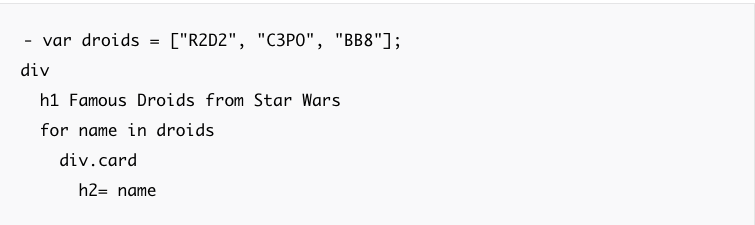 - var droids = ["R2D2", "C3PO", "BB8"];
div
  h1 Famous Droids from Star Wars
  for name in droids
    div.card
      h2= name